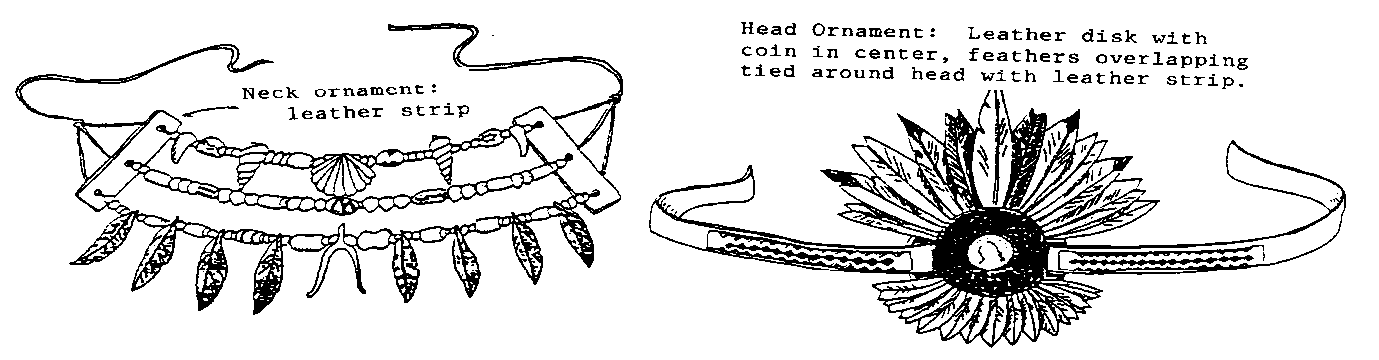 Neck ornament:
leather strip
Head Ornament: Leather disk with
coin in center, feathers overlapping
tied around head with leather strip.